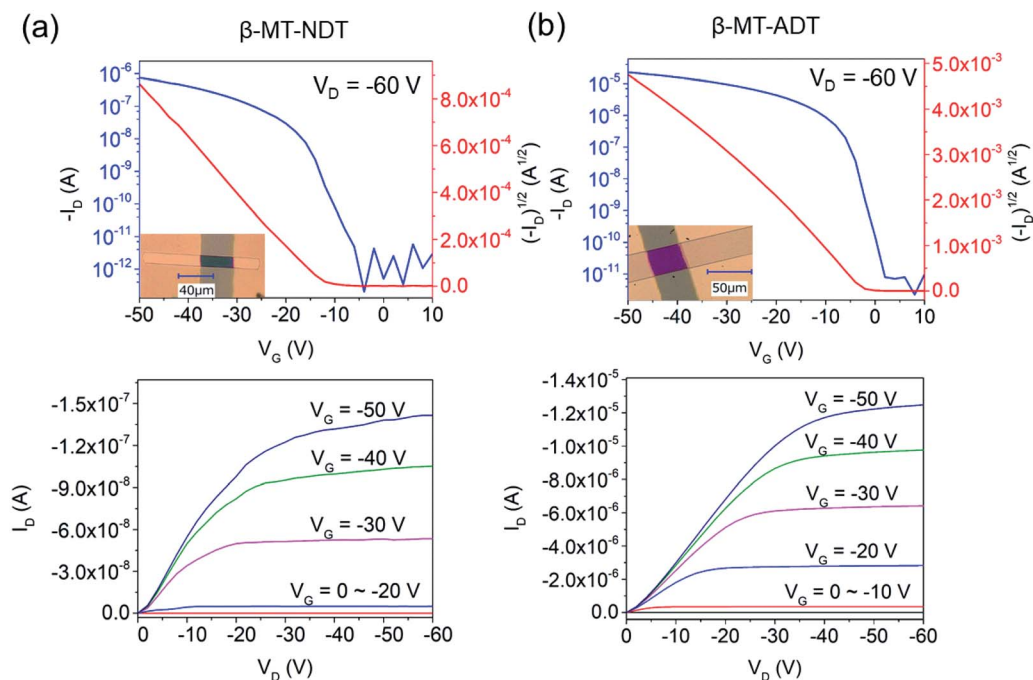 (a)
β-MT-NDT
V_D = -60 V
10^-6
10^-7
10^-8
10^-9
10^-10
10^-11
10^-12
-I_D (A)
8.0x10^-4
6.0x10^-4
4.0x10^-4
2.0x10^-4
0.0
(-I_D)^1/2 (A^1/2)
40μm
-50 -40 -30 -20 -10 0 10
V_G (V)
(b)
β-MT-ADT
V_D = -60 V
10^-5
10^-6
10^-7
10^-8
10^-9
10^-10
10^-11
-I_D (A)
5.0x10^-3
4.0x10^-3
3.0x10^-3
2.0x10^-3
1.0x10^-3
0.0
(-I_D)^1/2 (A^1/2)
50μm
-50 -40 -30 -20 -10 0 10
V_G (V)
-1.5x10^-7
-1.2x10^-7
-9.0x10^-8
-6.0x10^-8
-3.0x10^-8
0.0
I_D (A)
V_G = -50 V
V_G = -40 V
V_G = -30 V
V_G = 0 ~ -20 V
0 -10 -20 -30 -40 -50 -60
V_D (V)
-1.4x10^-5
-1.2x10^-5
-1.0x10^-5
-8.0x10^-6
-6.0x10^-6
-4.0x10^-6
-2.0x10^-6
0.0
I_D (A)
V_G = -50 V
V_G = -40 V
V_G = -30 V
V_G = -20 V
V_G = 0 ~ -10 V
0 -10 -20 -30 -40 -50 -60
V_D (V)